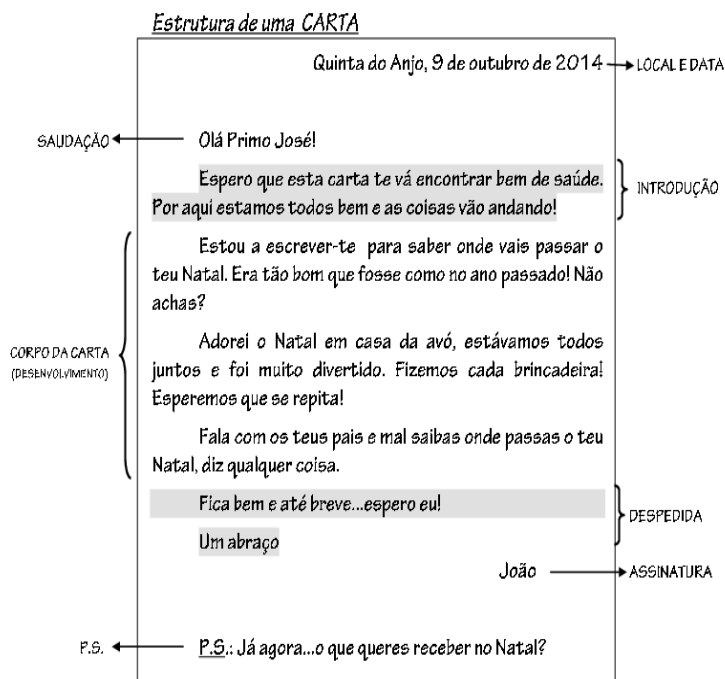 Estrutura de uma CARTA
Quinta do Anjo, 9 de outubro de 2014
LOCAL E DATA
SAUDAÇÃO
Olá Primo José!
Espero que esta carta te vá encontrar bem de saúde.
Por aqui estamos todos bem e as coisas vão andando!
INTRODUÇÃO
Estou a escrever-te para saber onde vais passar o
teu Natal. Era tão bom que fosse como no ano passado! Não
achas?
CORPO DA CARTA
(DESENVOLVIMENTO)
Adorei o Natal em casa da avó, estávamos todos
juntos e foi muito divertido. Fizemos cada brincadeira!
Esperemos que se repita!
Fala com os teus pais e mal saibas onde passas o teu
Natal, diz qualquer coisa.
Fica bem e até breve...espero eu!
Um abraço
DESPEDIDA
João
ASSINATURA
P.S.
P.S.: Já agora...o que queres receber no Natal?